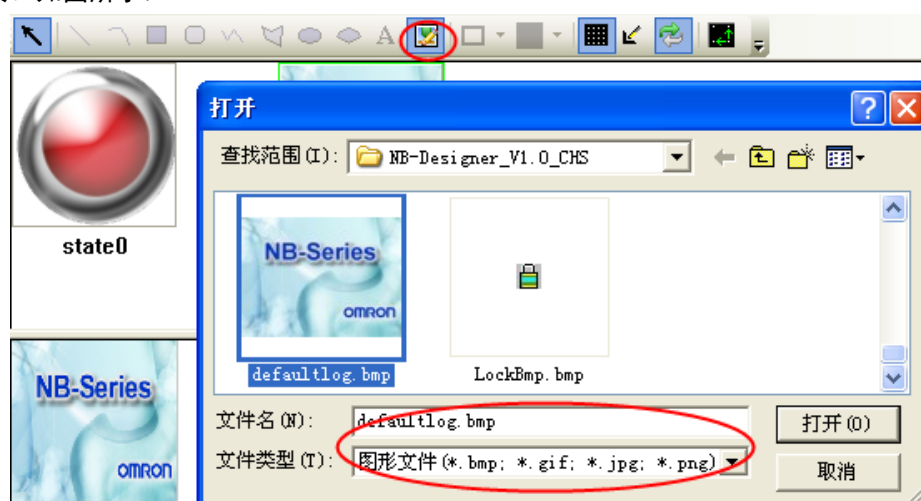 A
打开
查找范围(I): NB-Designer_V1.0_CHS
state0
NB-Series
OMRON
defaultlog.bmp
LockBmp.bmp
NB-Series
OMRON
文件名(N): defaultlog.bmp
打开(O)
文件类型(T): 图形文件(*.bmp; *.gif; *.jpg; *.png)
取消